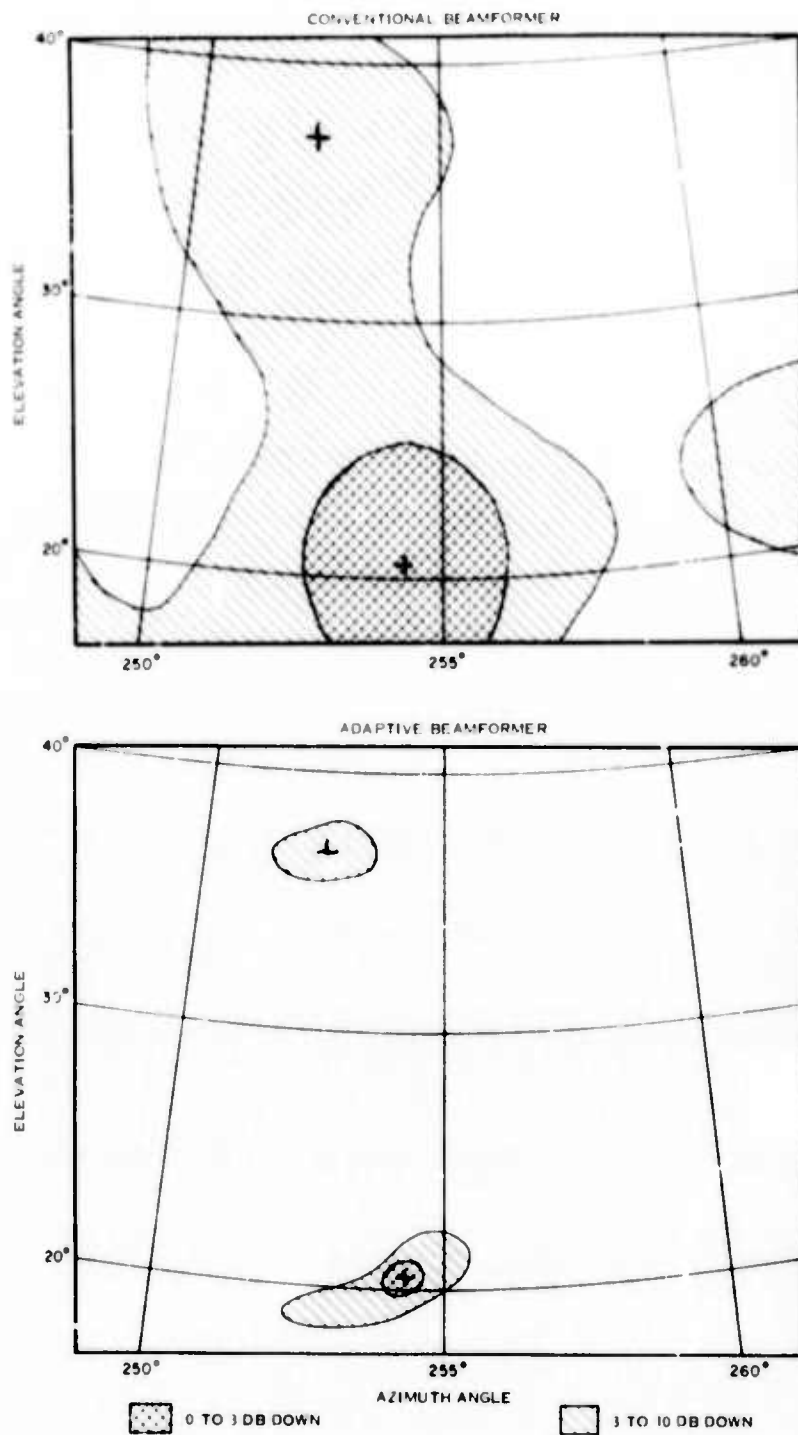 CONVENTIONAL BEAMFORMER
40°
30°
20°
ELEVATION ANGLE
250°
255°
260°
ADAPTIVE BEAMFORMER
40°
30°
20°
ELEVATION ANGLE
250°
255°
260°
AZIMUTH ANGLE
0 TO 3 DB DOWN
3 TO 10 DB DOWN